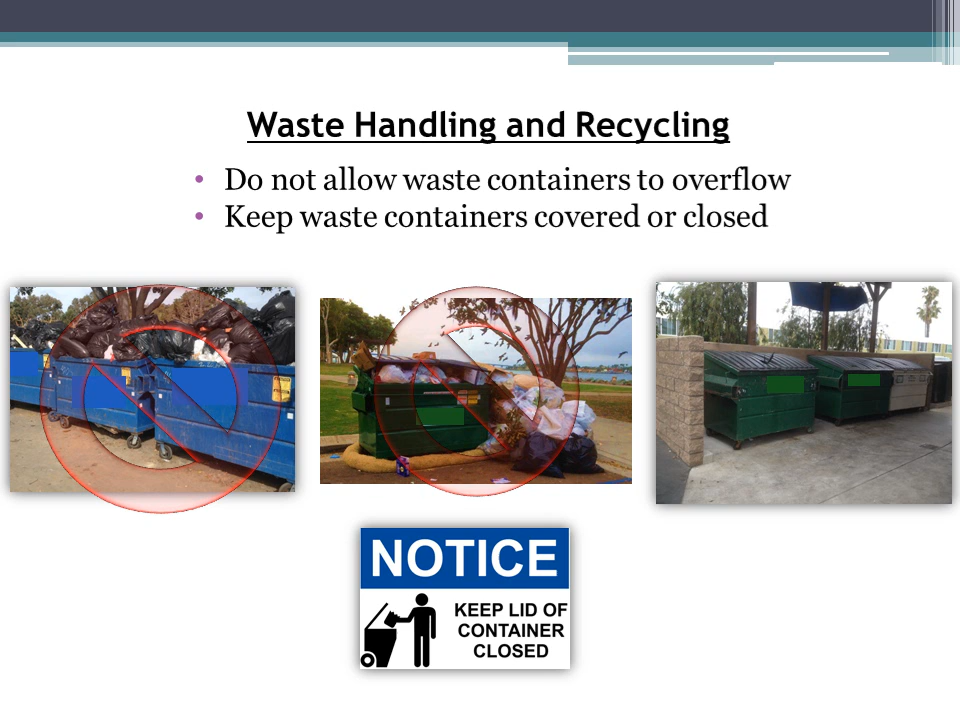 Waste Handling and Recycling
• Do not allow waste containers to overflow
• Keep waste containers covered or closed
NOTICE
KEEP LID OF
CONTAINER
CLOSED